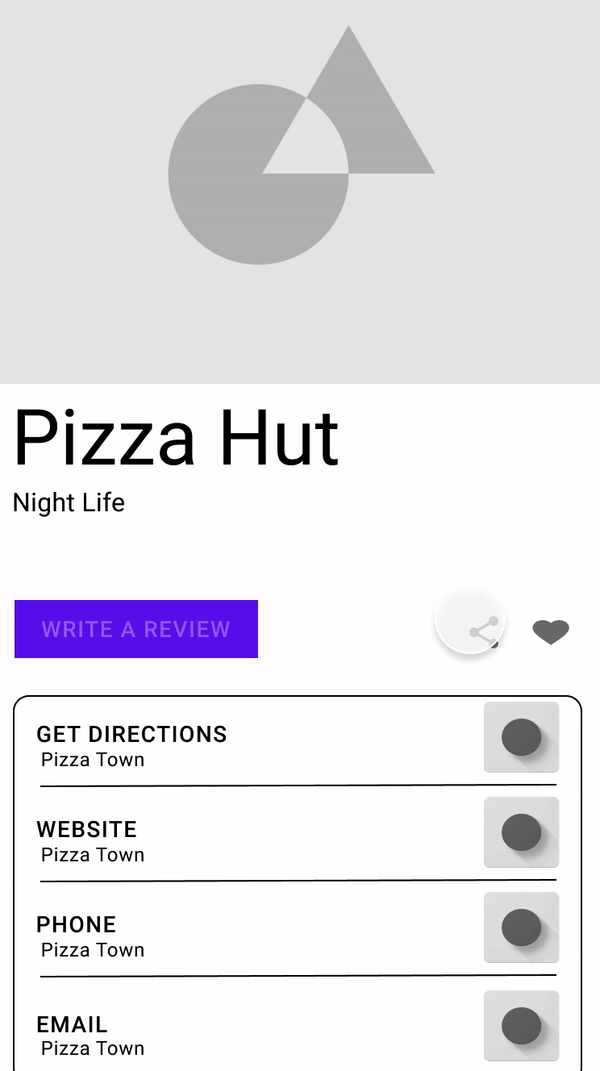 Pizza Hut
Night Life
WRITE A REVIEW
GET DIRECTIONS
Pizza Town
WEBSITE
Pizza Town
PHONE
Pizza Town
EMAIL
Pizza Town